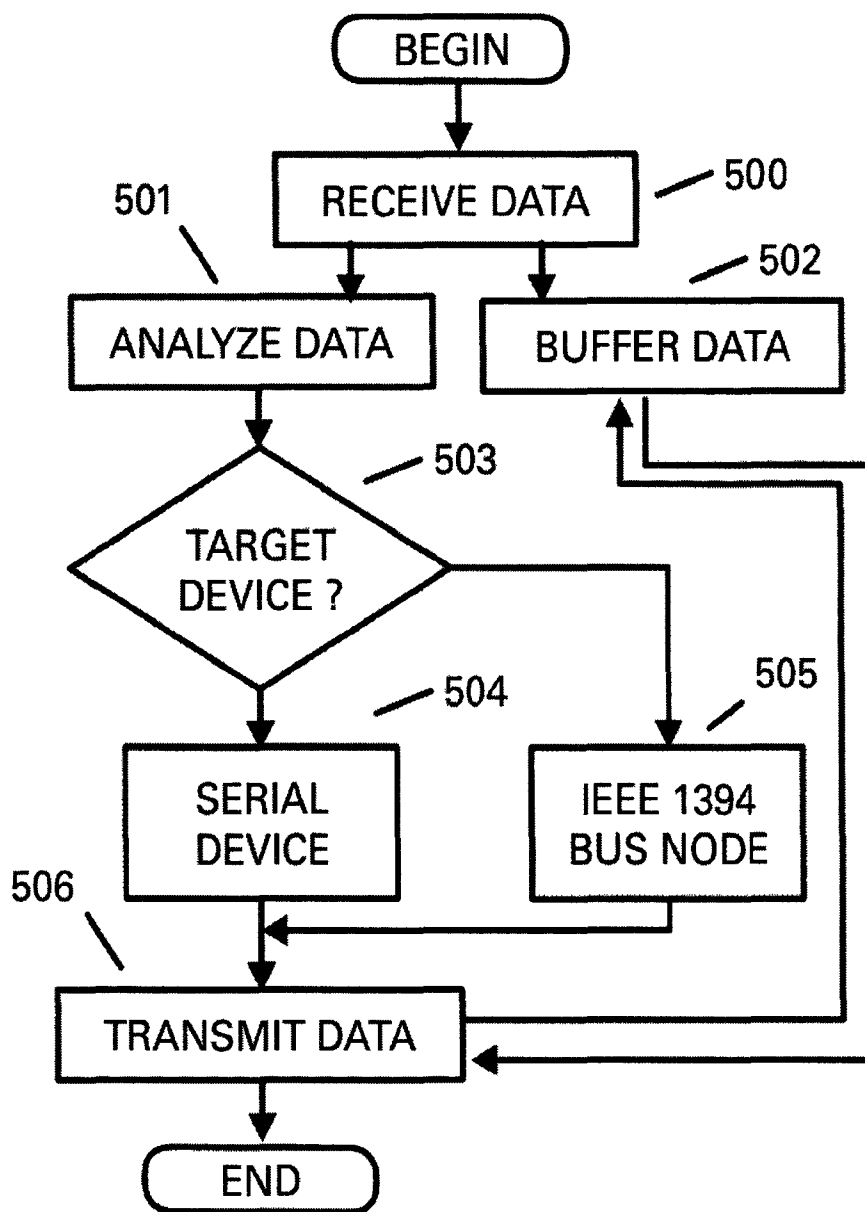 BEGIN
RECEIVE DATA
500
501
502
ANALYZE DATA
BUFFER DATA
503
TARGET
DEVICE ?
504
505
SERIAL
DEVICE
IEEE 1394
BUS NODE
506
TRANSMIT DATA
END